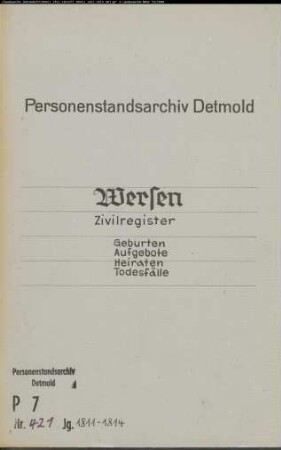 Personenstandsarchiv Detmold
Wersen
Zivilregister
Geburten
Aufgebote
Heiraten
Todesfälle
Personenstandsarchiv
Detmold
P 7
Nr. 421 Jg. 1811-1814